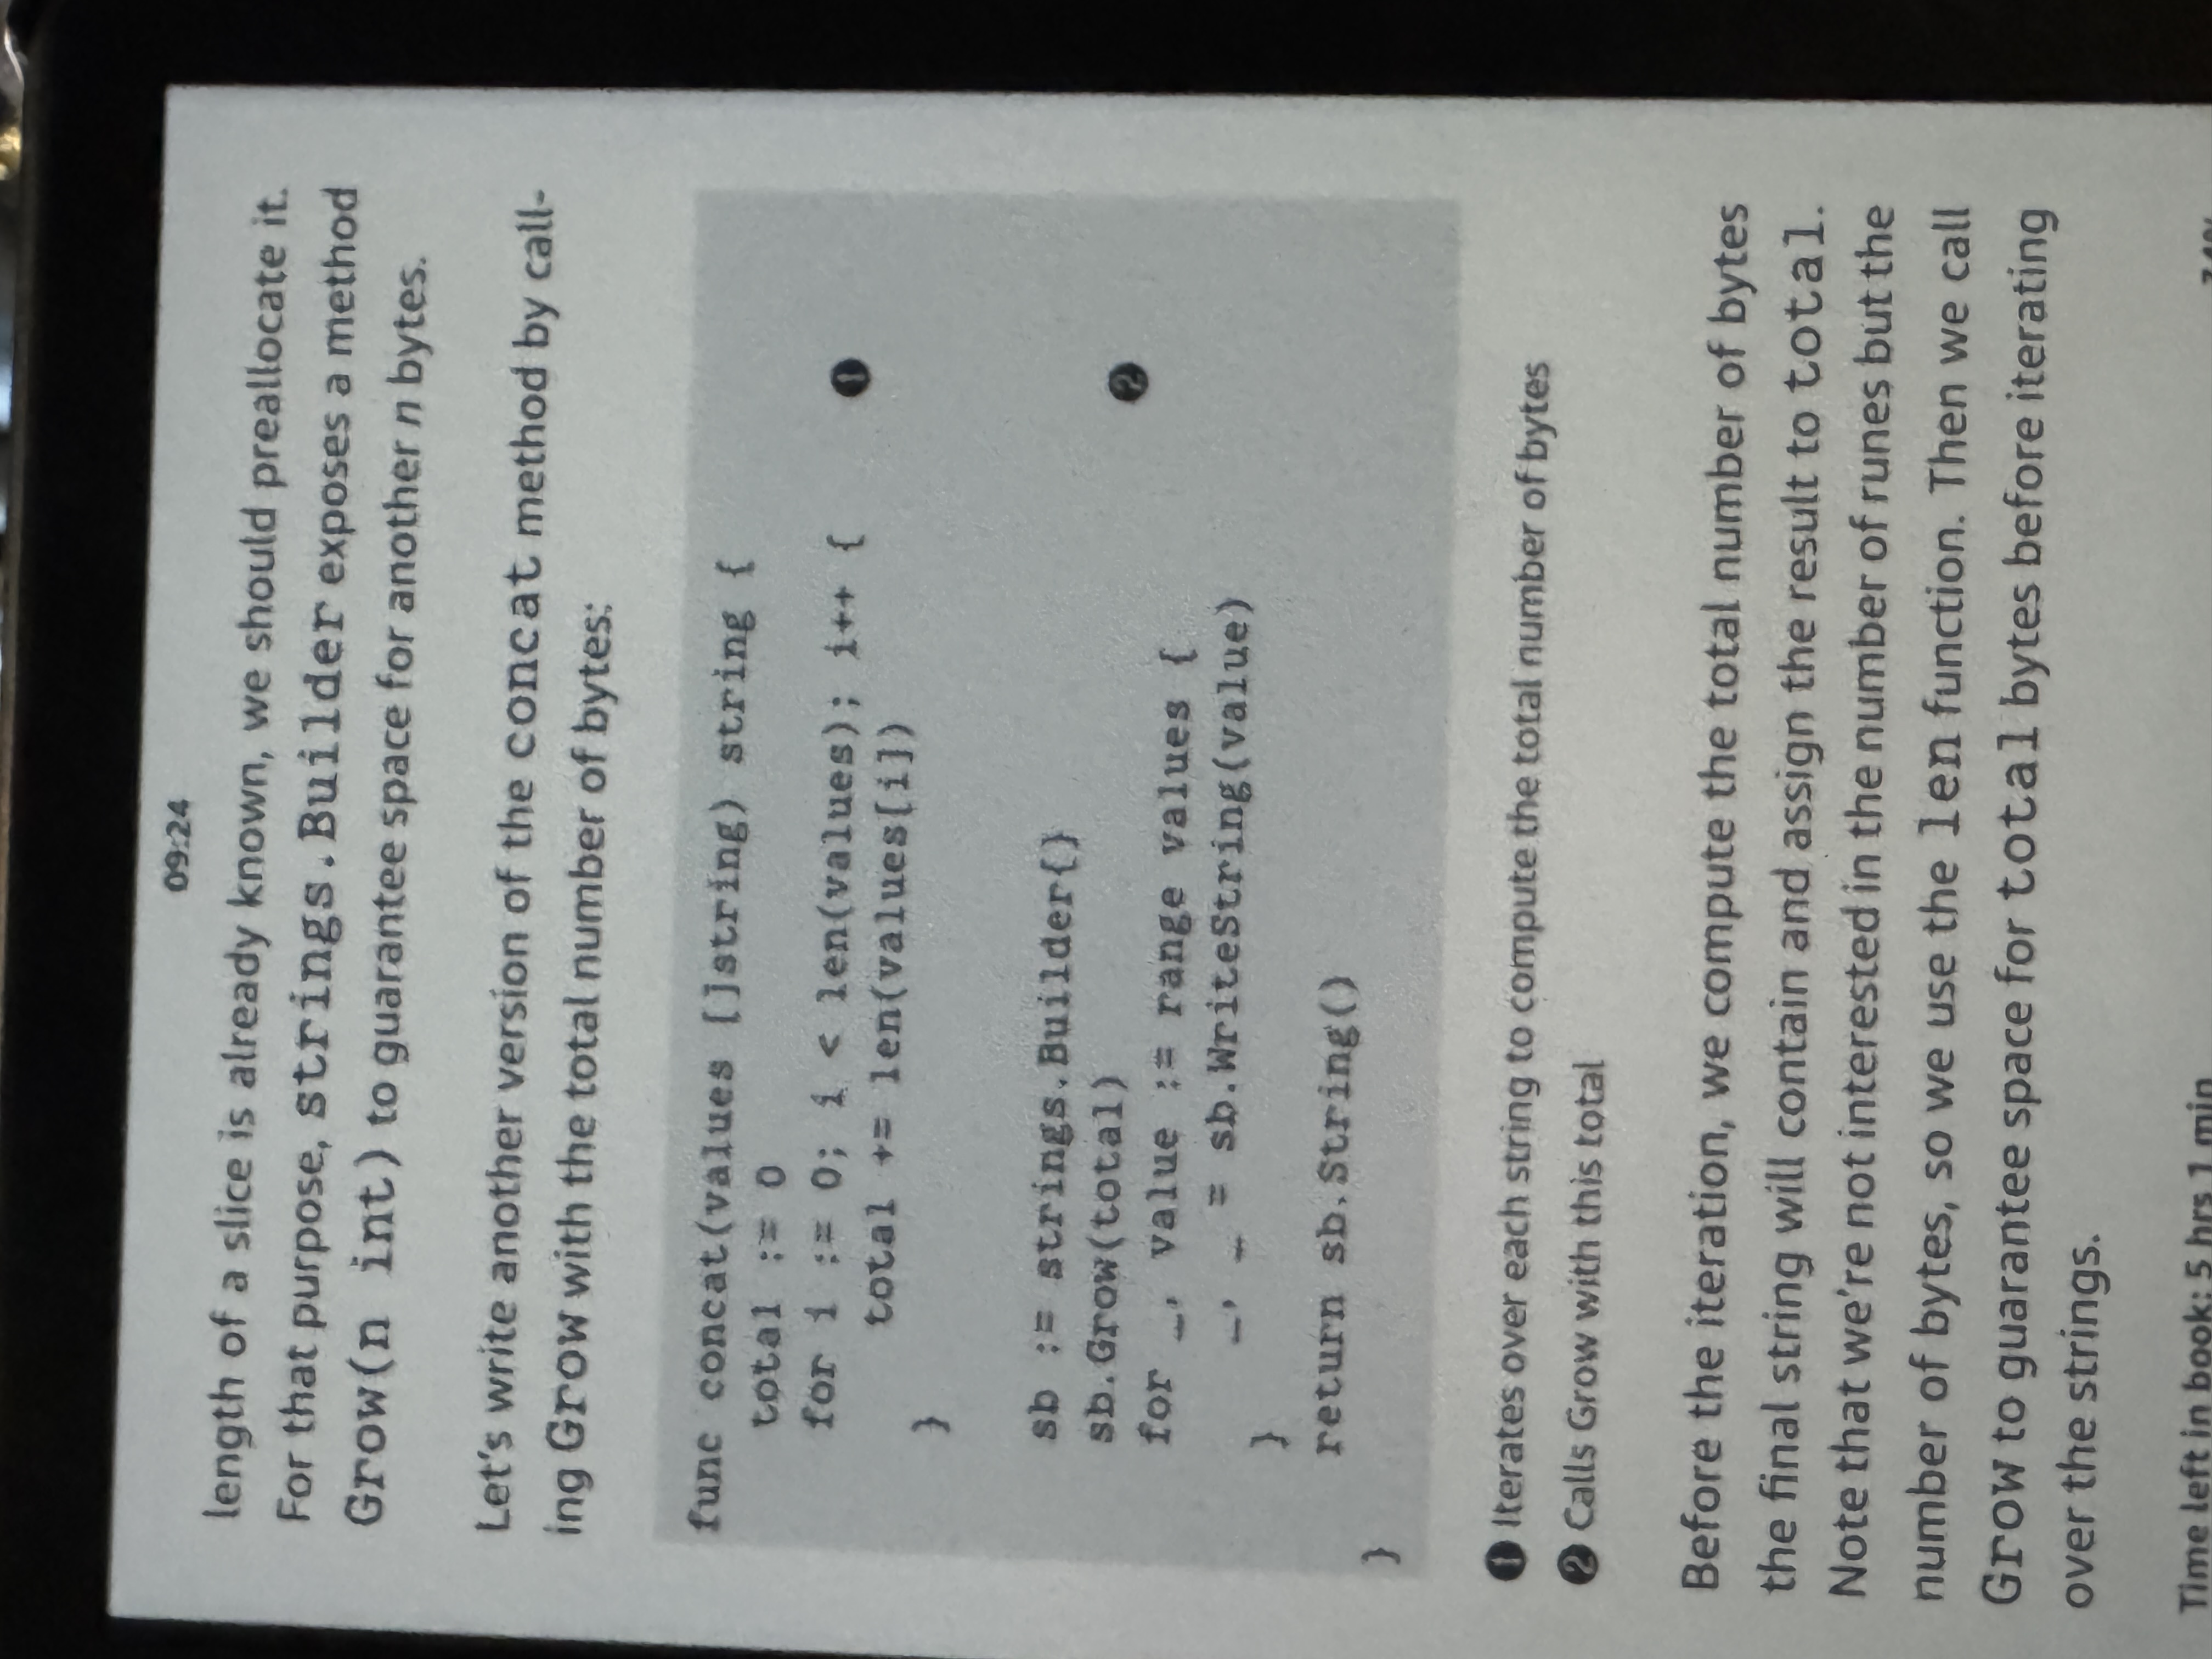 09:24
length of a slice is already known, we should preallocate it.
For that purpose, strings.Builder exposes a method
Grow(n int) to guarantee space for another n bytes.
Let's write another version of the concat method by call-
ing Grow with the total number of bytes:
func concat(values []string) string {
    total := 0
    for i := 0; i < len(values); i++ { ❶
        total += len(values[i])
    }
    sb := strings.Builder{}
    sb.Grow(total) ❷
    for _, value := range values {
        _, _ = sb.WriteString(value)
    }
    return sb.String()
}
❶ Iterates over each string to compute the total number of bytes
❷ Calls Grow with this total
Before the iteration, we compute the total number of bytes
the final string will contain and assign the result to total.
Note that we're not interested in the number of runes but the
number of bytes, so we use the len function. Then we call
Grow to guarantee space for total bytes before iterating
over the strings.
Time left in book: 5 hrs 1 min